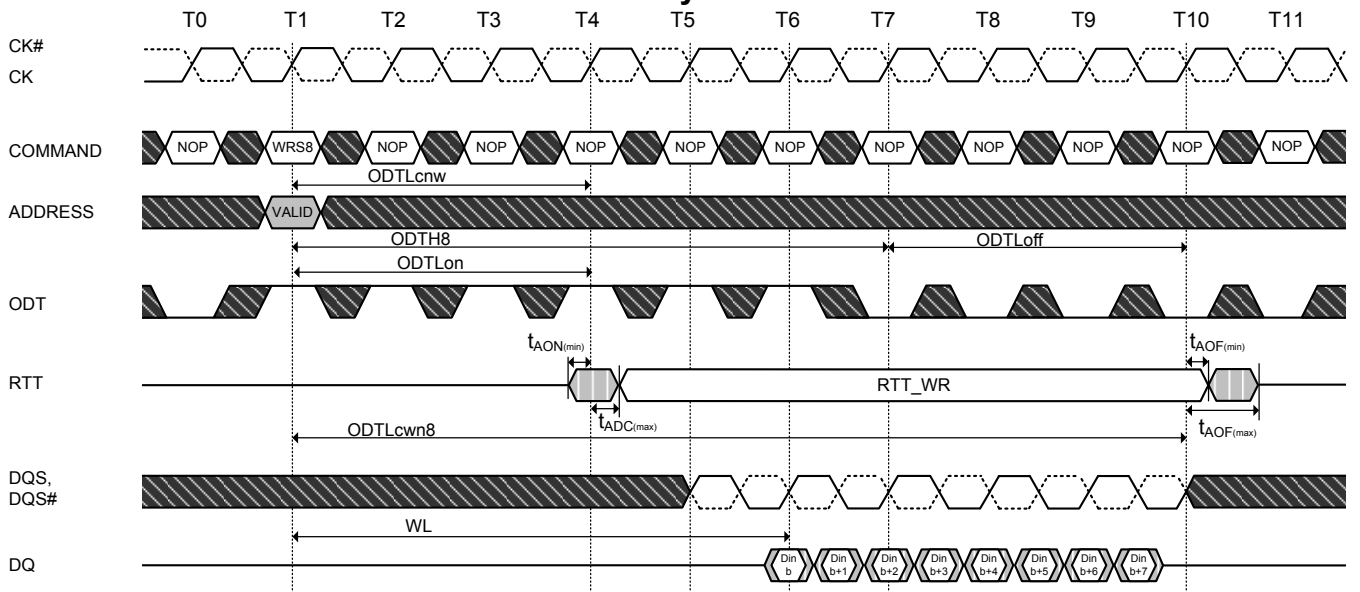 T0 T1 T2 T3 T4 T5 T6 T7 T8 T9 T10 T11
CK#
CK
COMMAND NOP WRS8 NOP NOP NOP NOP NOP NOP NOP NOP NOP NOP
ODTLcnw
ADDRESS VALID
ODTH8 ODTLoff
ODTLon
ODT
tAON(min) tAOF(min)
RTT RTT_WR
tADC(max) tAOF(max)
ODTLcwn8
DQS,
DQS#
WL
DQ Din b Din b+1 Din b+2 Din b+3 Din b+4 Din b+5 Din b+6 Din b+7